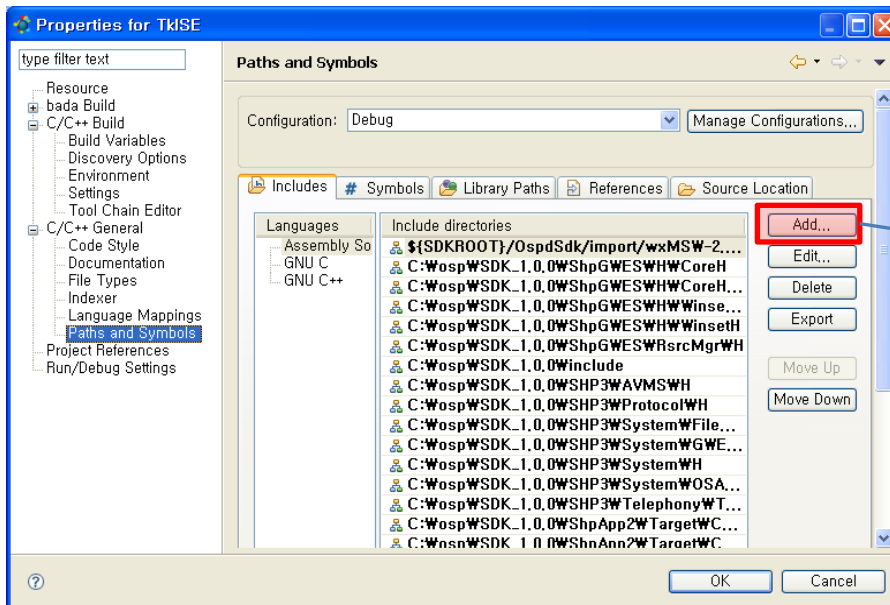 Properties for TkISE
type filter text
Paths and Symbols
Resource
bada Build
C/C++ Build
Build Variables
Discovery Options
Environment
Settings
Tool Chain Editor
C/C++ General
Code Style
Documentation
File Types
Indexer
Language Mappings
Paths and Symbols
Project References
Run/Debug Settings
Configuration: Debug
Manage Configurations...
Includes # Symbols Library Paths References Source Location
Languages
Assembly So
GNU C
GNU C++
Include directories
${SDKROOT}/OspdSdk/import/wxMS₩-2....
C:₩osp₩SDK_1.0.0₩ShpG₩ES₩H₩CoreH
C:₩osp₩SDK_1.0.0₩ShpG₩ES₩H₩CoreH...
C:₩osp₩SDK_1.0.0₩ShpG₩ES₩H₩Winse...
C:₩osp₩SDK_1.0.0₩ShpG₩ES₩H₩WinsetH
C:₩osp₩SDK_1.0.0₩ShpG₩ES₩RsrcMgr₩H
C:₩osp₩SDK_1.0.0₩include
C:₩osp₩SDK_1.0.0₩SHP3₩AVMS₩H
C:₩osp₩SDK_1.0.0₩SHP3₩Protocol₩H
C:₩osp₩SDK_1.0.0₩SHP3₩System₩File...
C:₩osp₩SDK_1.0.0₩SHP3₩System₩G₩E...
C:₩osp₩SDK_1.0.0₩SHP3₩System₩H
C:₩osp₩SDK_1.0.0₩SHP3₩System₩OSA...
C:₩osp₩SDK_1.0.0₩SHP3₩Telephony₩T...
C:₩osp₩SDK_1.0.0₩ShpApp2₩Target₩C...
C:₩osp₩SDK_1.0.0₩ShpApp2₩Target₩C
Add...
Edit...
Delete
Export
Move Up
Move Down
OK
Cancel